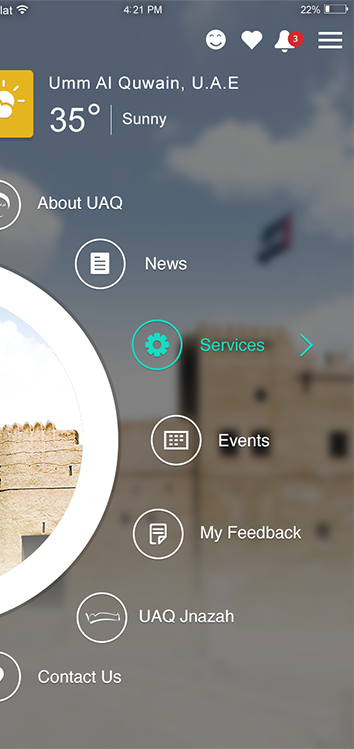 lat 4:21 PM 22%
3
Umm Al Quwain, U.A.E
35° Sunny
About UAQ
News
Services
Events
My Feedback
UAQ Jnazah
Contact Us